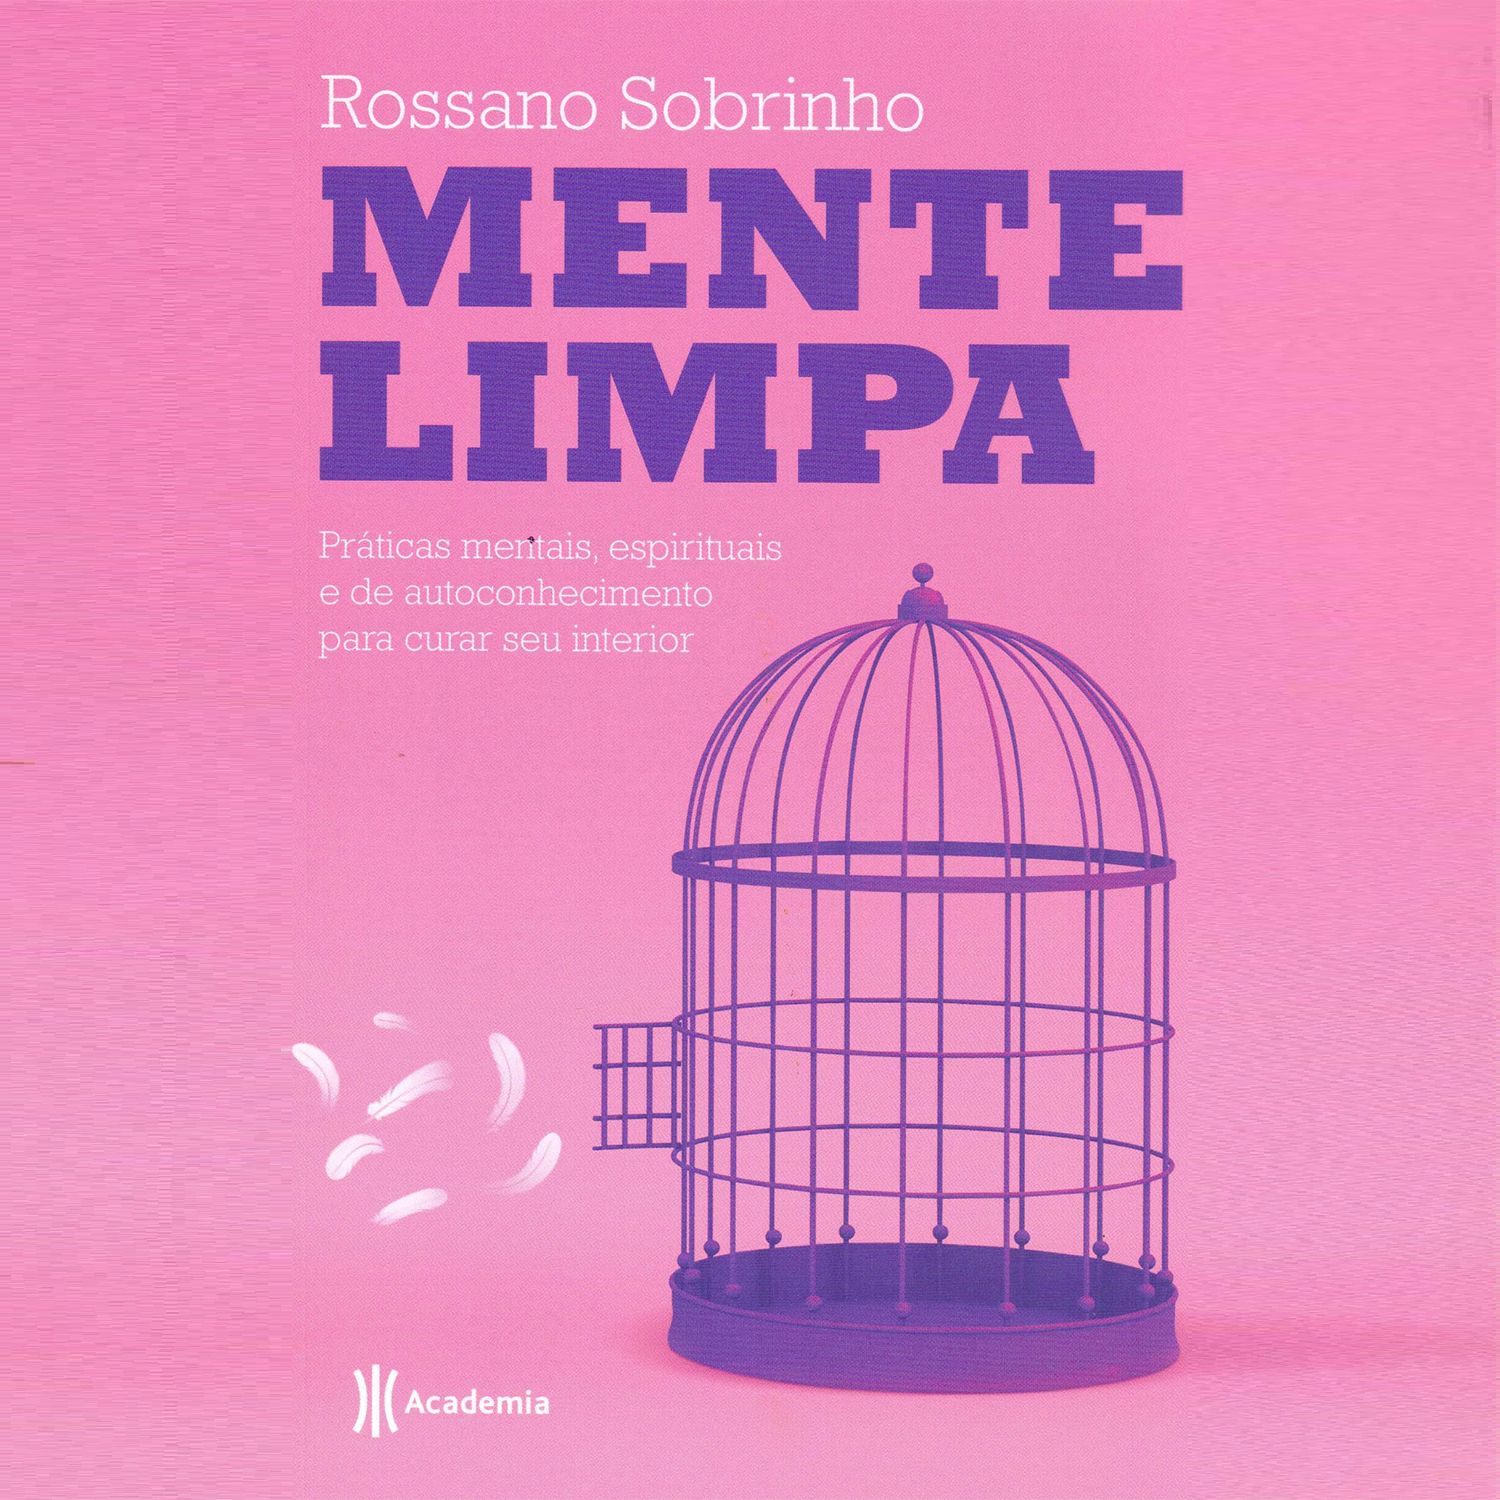 Rossano Sobrinho
MENTE
LIMPA
Práticas mentais, espirituais
e de autoconhecimento
para curar seu interior
Academia